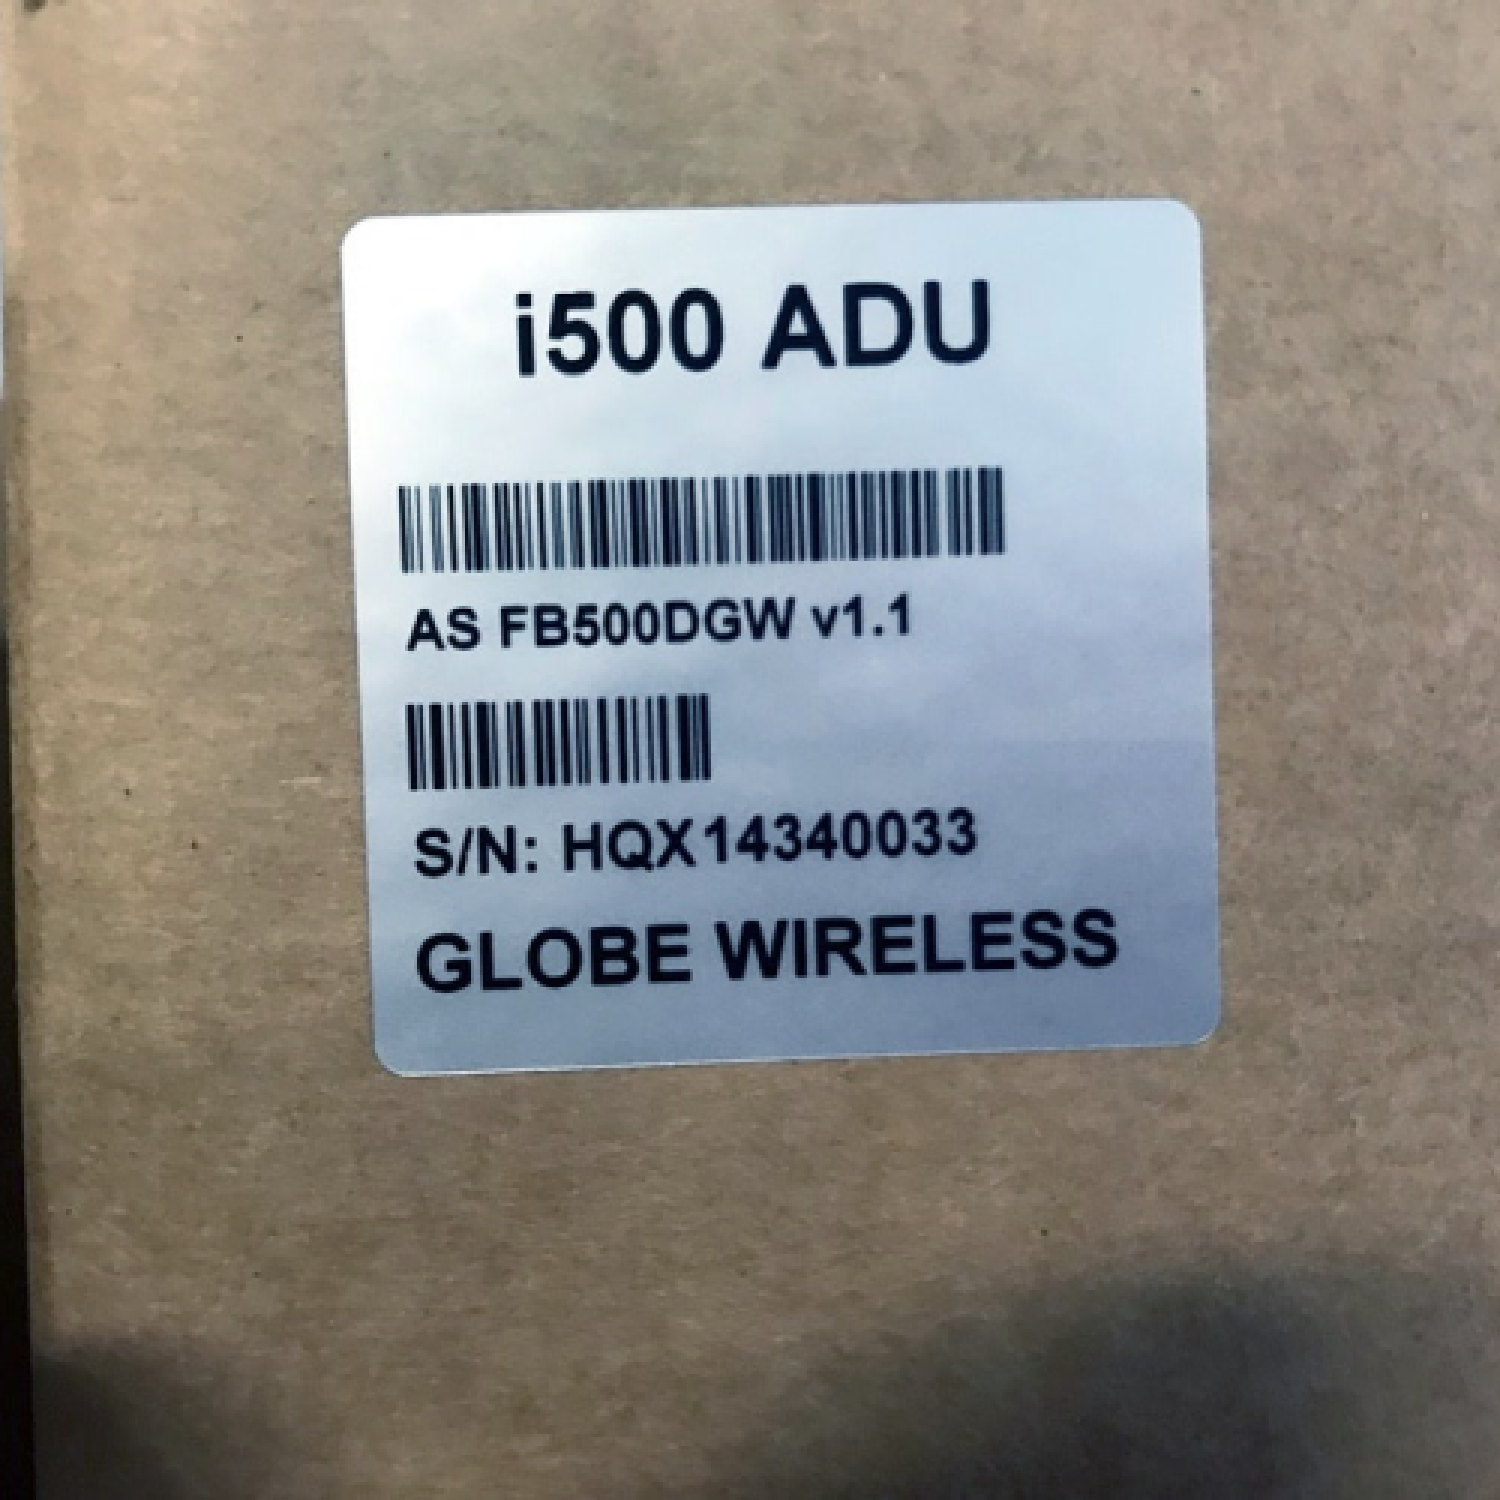 i500 ADU
AS FB500DGW v1.1
S/N: HQX14340033
GLOBE WIRELESS